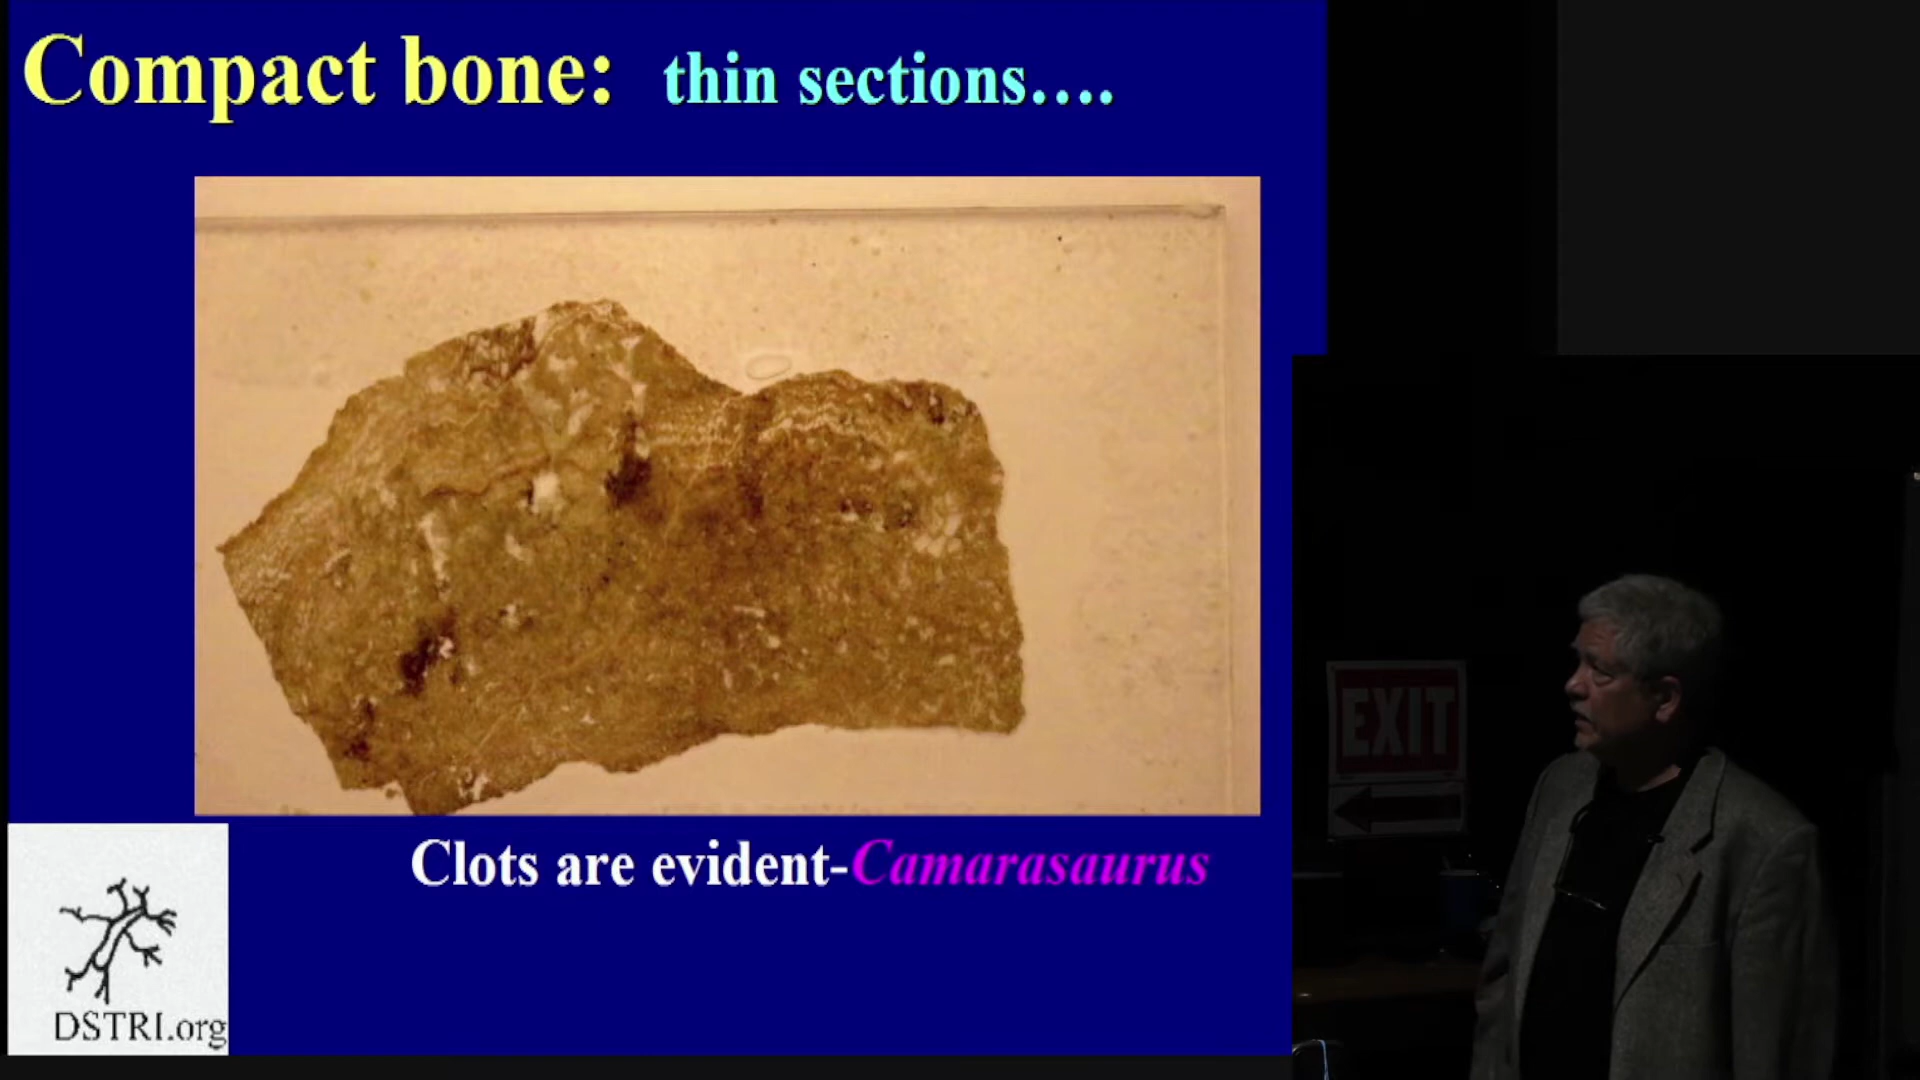 Compact bone: thin sections….
Clots are evident-Camarasaurus
DSTRI.org
EXIT